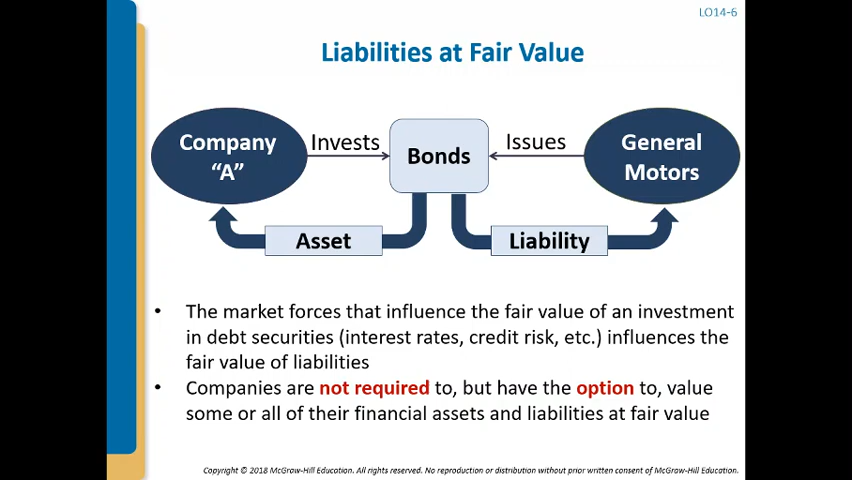 LO14-6
Liabilities at Fair Value
Company
“A”
Invests
Bonds
Issues
General
Motors
Asset
Liability
• The market forces that influence the fair value of an investment
in debt securities (interest rates, credit risk, etc.) influences the
fair value of liabilities
• Companies are not required to, but have the option to, value
some or all of their financial assets and liabilities at fair value
Copyright © 2018 McGraw-Hill Education. All rights reserved. No reproduction or distribution without prior written consent of McGraw-Hill Education.